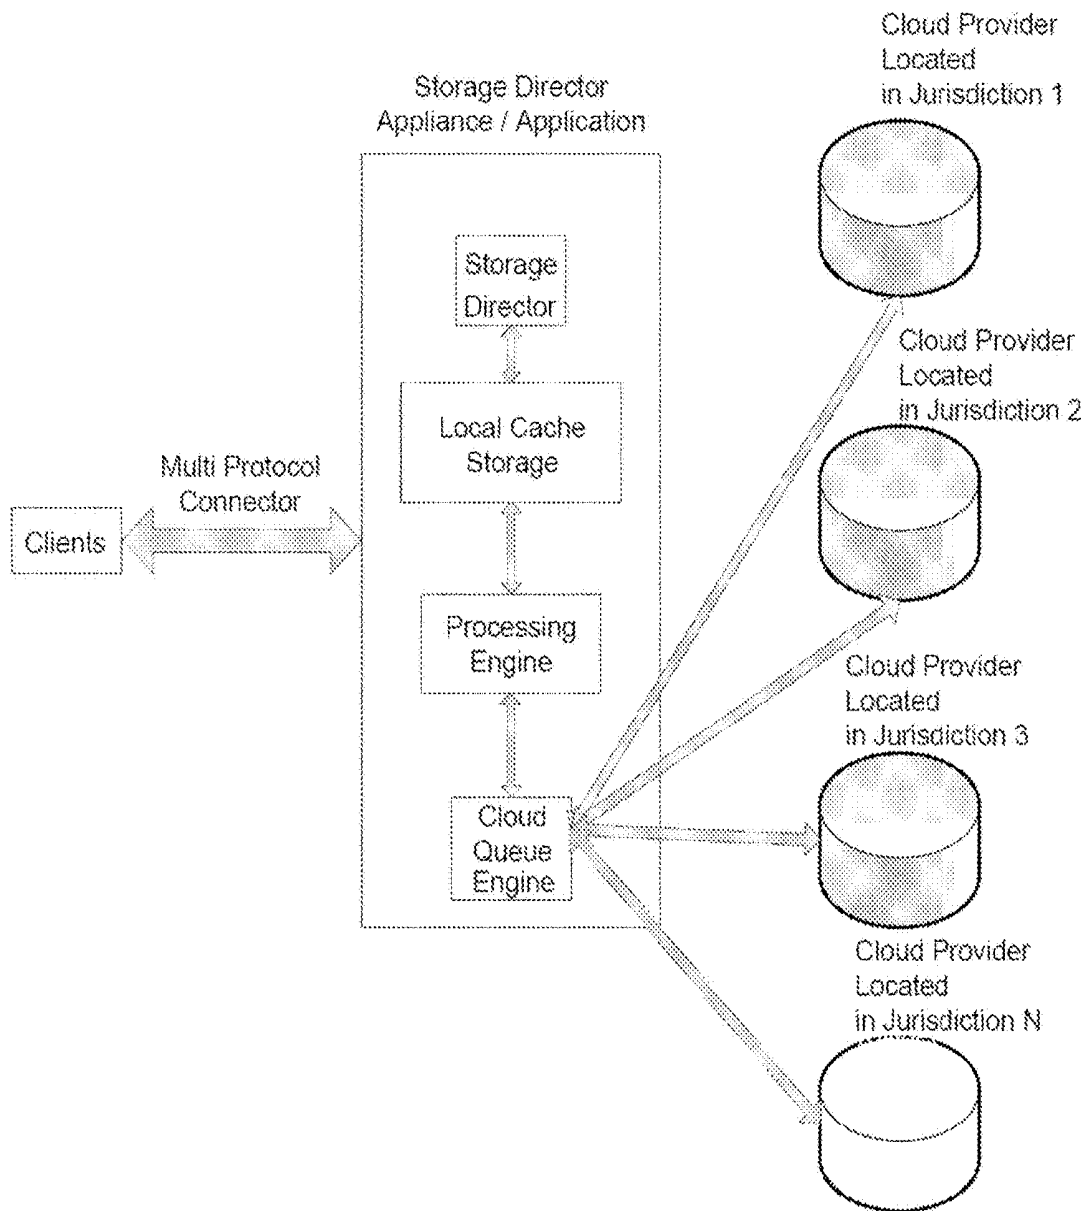 Cloud Provider
Located
in Jurisdiction 1
Storage Director
Appliance / Application
Storage
Director
Cloud Provider
Located
in Jurisdiction 2
Local Cache
Storage
Multi Protocol
Connector
Clients
Processing
Engine
Cloud Provider
Located
in Jurisdiction 3
Cloud
Queue
Engine
Cloud Provider
Located
in Jurisdiction N